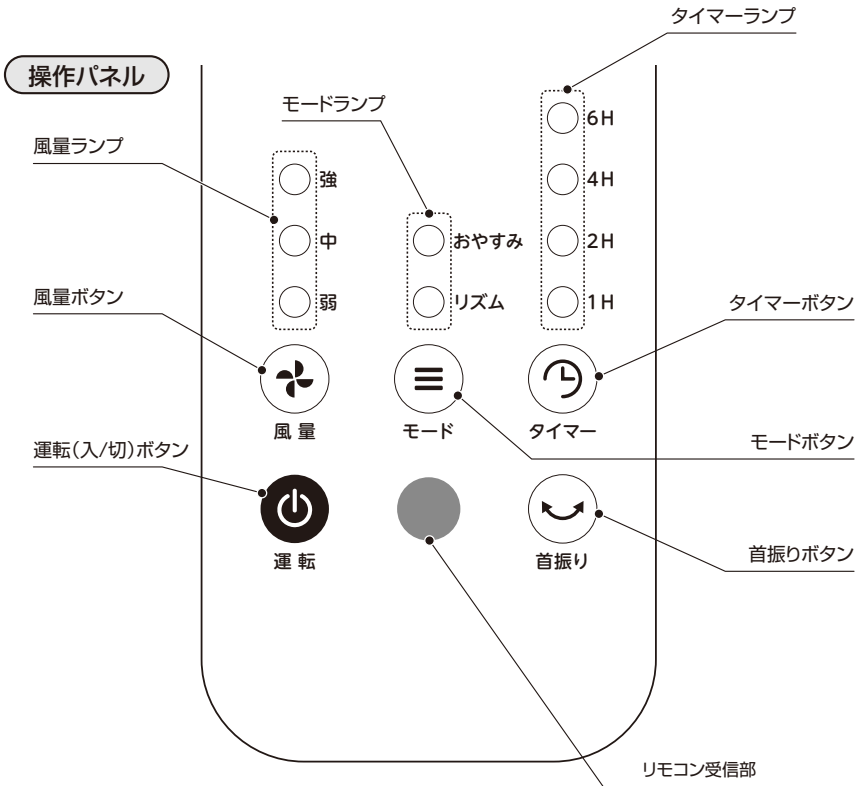 タイマーランプ
操作パネル
モードランプ
風量ランプ
6H
強
4H
中
おやすみ
2H
弱
リズム
1H
風量ボタン
タイマーボタン
風量
モード
タイマー
運転(入/切)ボタン
モードボタン
運転
首振り
首振りボタン
リモコン受信部